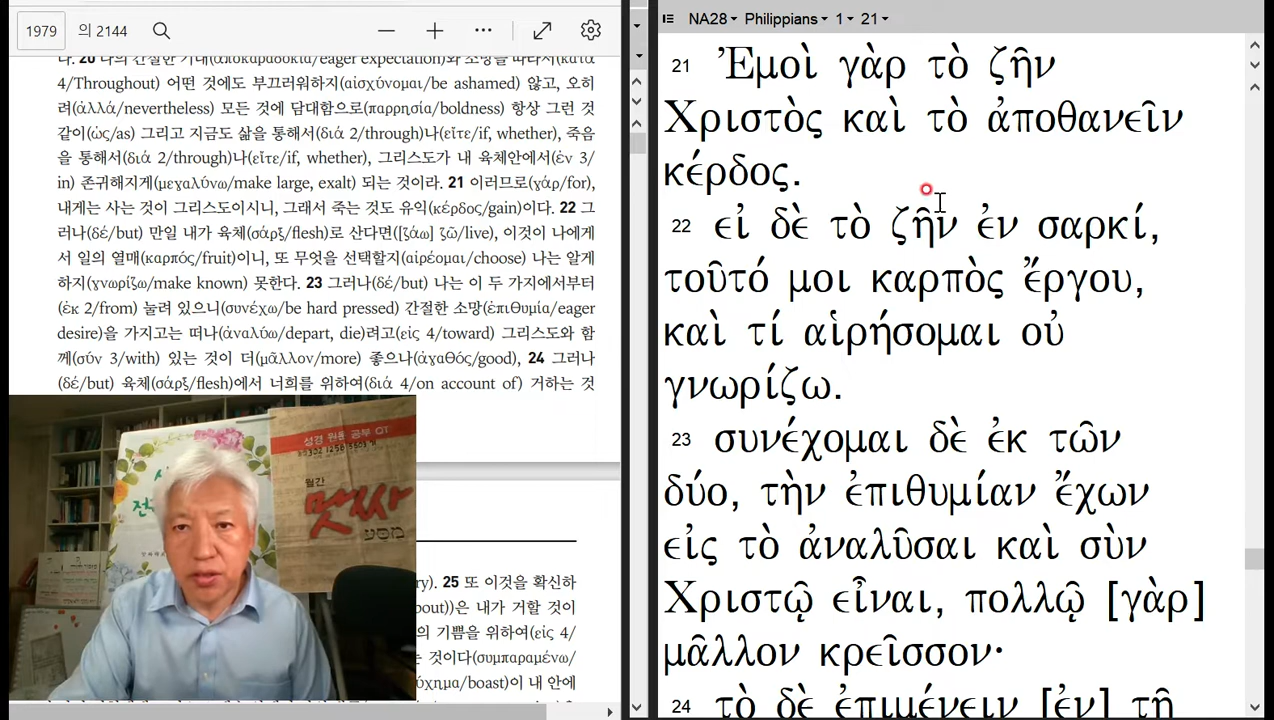 1979 의 2144
다. 20 나의 간절한 기대(ἀποκαραδοκία/eager expectation)와 소망을 따라서(κατά
4/Throughout) 어떤 것에도 부끄러워하지(αἰσχύνομαι/be ashamed) 않고, 오히
려(ἀλλά/nevertheless) 모든 것에 담대함으로(παρρησία/boldness) 항상 그런 것
같이(ὡς/as) 그리고 지금도 삶을 통해서(διά 2/through)나(εἴτε/if, whether), 죽음
을 통해서(διά 2/through)나(εἴτε/if, whether), 그리스도가 내 육체안에서(ἐν 3/
in) 존귀해지게(μεγαλύνω/make large, exalt) 되는 것이라. 21 이러므로(γάρ/for),
내게는 사는 것이 그리스도이시니, 그래서 죽는 것도 유익(κέρδος/gain)이다. 22 그
러나(δέ/but) 만일 내가 육체(σάρξ/flesh)로 산다면([ζάω] ζῶ/live), 이것이 나에게
서 일의 열매(καρπός/fruit)이니, 또 무엇을 선택할지(αἱρέομαι/choose) 나는 알게
하지(γνωρίζω/make known) 못한다. 23 그러나(δέ/but) 나는 이 두 가지에서부터
(ἐκ 2/from) 눌려 있으니(συνέχω/be hard pressed) 간절한 소망(ἐπιθυμία/eager
desire)을 가지고는 떠나(ἀναλύω/depart, die)려고(εἰς 4/toward) 그리스도와 함
께(σύν 3/with) 있는 것이 더(μᾶλλον/more) 좋으나(ἀγαθός/good), 24 그러나
(δέ/but) 육체(σάρξ/flesh)에서 너희를 위하여(διά 4/on account of) 거하는 것
ry). 25 또 이것을 확신하
bout))은 내가 거할 것이
의 기쁨을 위하여(εἰς 4/
것이다(συμπαραμένω/
ύχημα/boast)이 내 안에
성경 원어 공부 QT
월간
맛싸
NA28 Philippians 1 21
21 Ἐμοὶ γὰρ τὸ ζῆν
Χριστὸς καὶ τὸ ἀποθανεῖν
κέρδος.
22 εἰ δὲ τὸ ζῆν ἐν σαρκί,
τοῦτό μοι καρπὸς ἔργου,
καὶ τί αἱρήσομαι οὐ
γνωρίζω.
23 συνέχομαι δὲ ἐκ τῶν
δύο, τὴν ἐπιθυμίαν ἔχων
εἰς τὸ ἀναλῦσαι καὶ σὺν
Χριστῷ εἶναι, πολλῷ [γὰρ]
μᾶλλον κρεῖσσον·
24 τὸ δὲ ἐπιμένειν [ἐν] τῇ